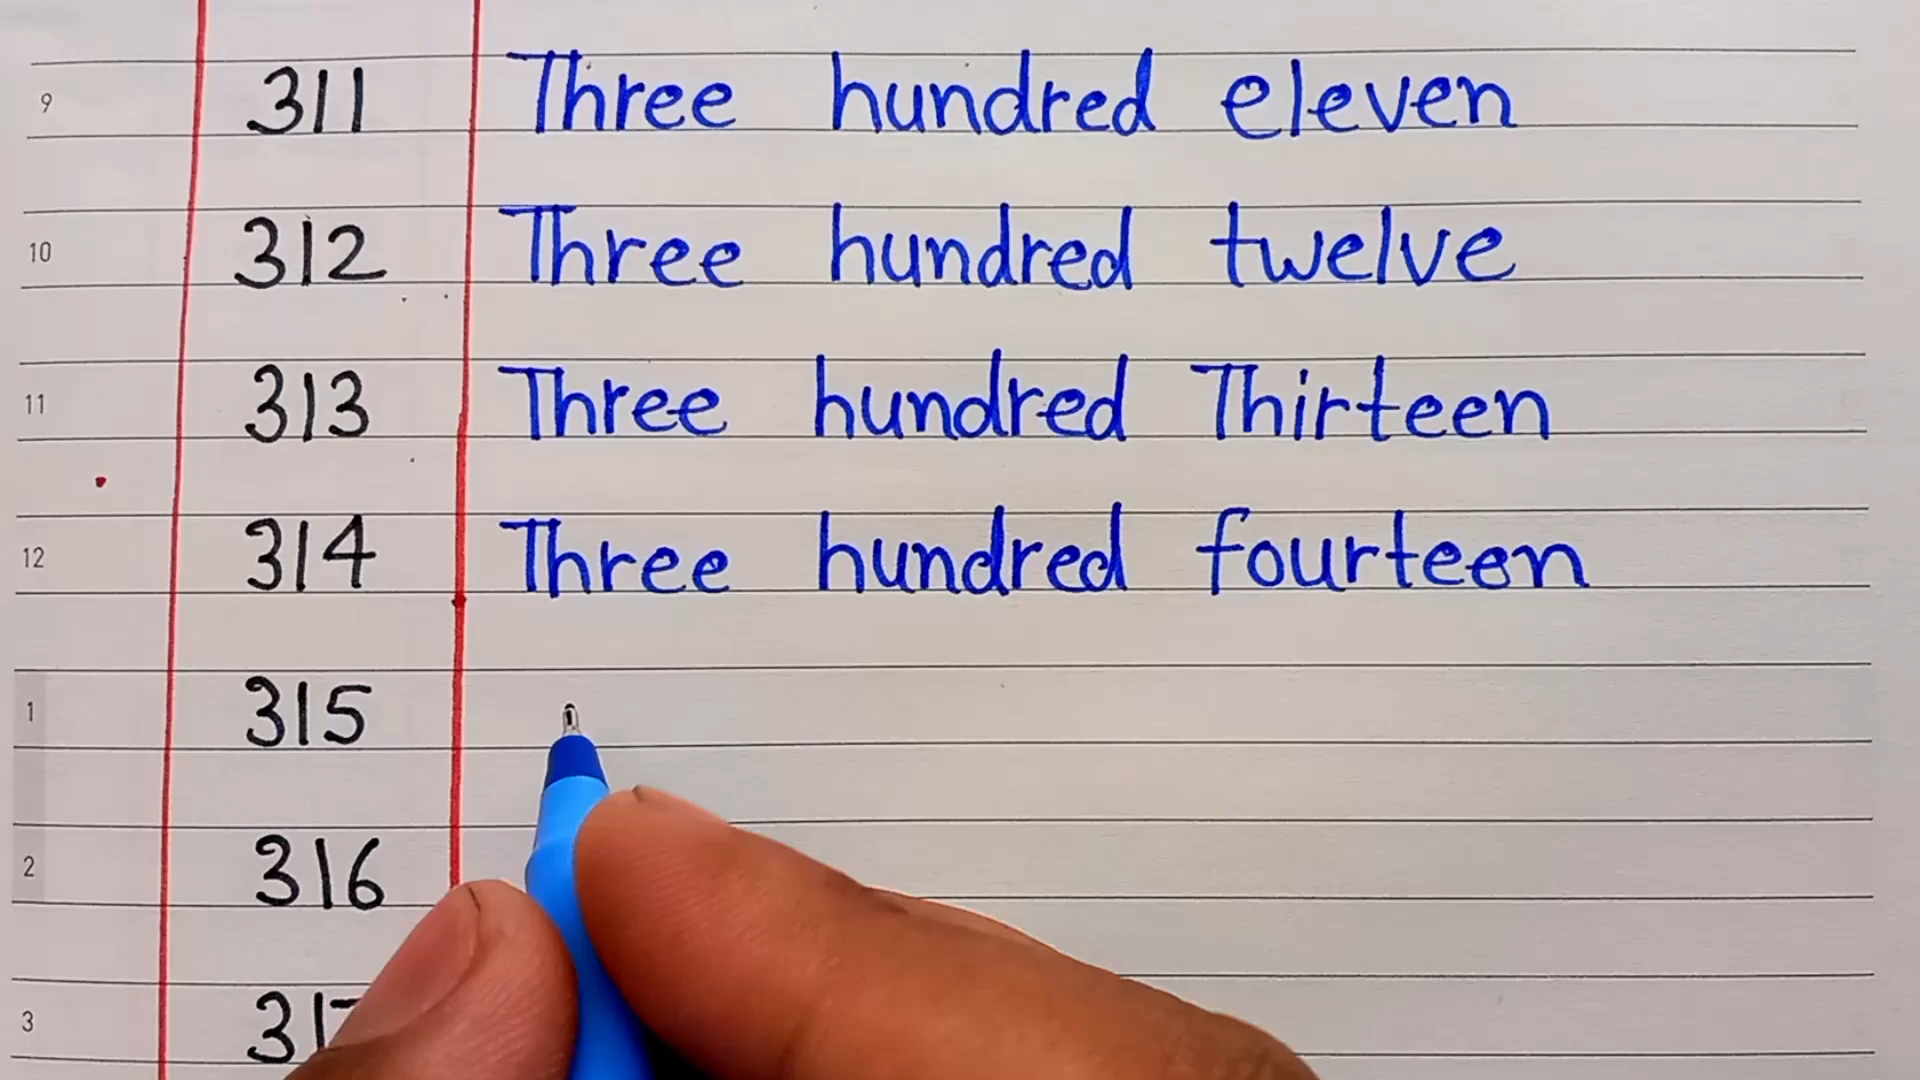 9 311 Three hundred eleven
10 312 Three hundred twelve
11 313 Three hundred Thirteen
12 314 Three hundred fourteen
1 315
2 316
3